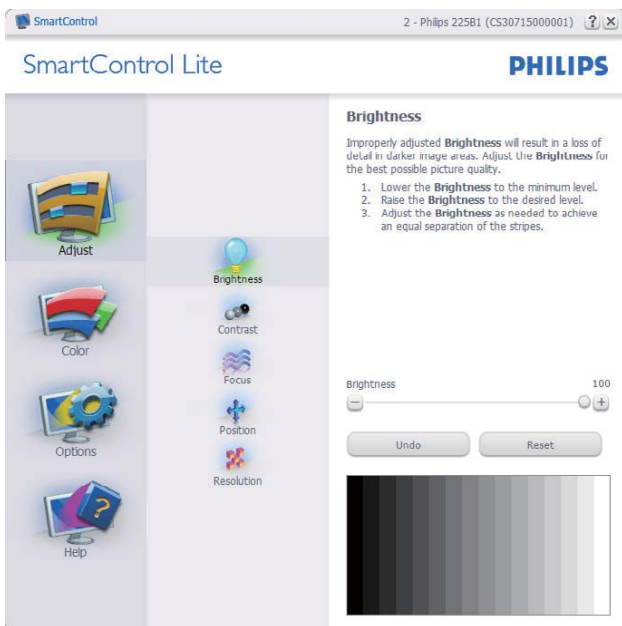 SmartControl
2 - Philips 225B1 (CS30715000001) ? X
SmartControl Lite
PHILIPS
Adjust
Color
Options
Help
Brightness
Contrast
Focus
Position
Resolution
Brightness
Improperly adjusted Brightness will result in a loss of
detail in darker image areas. Adjust the Brightness for
the best possible picture quality.
1. Lower the Brightness to the minimum level.
2. Raise the Brightness to the desired level.
3. Adjust the Brightness as needed to achieve
an equal separation of the stripes.
Brightness 100
Undo Reset